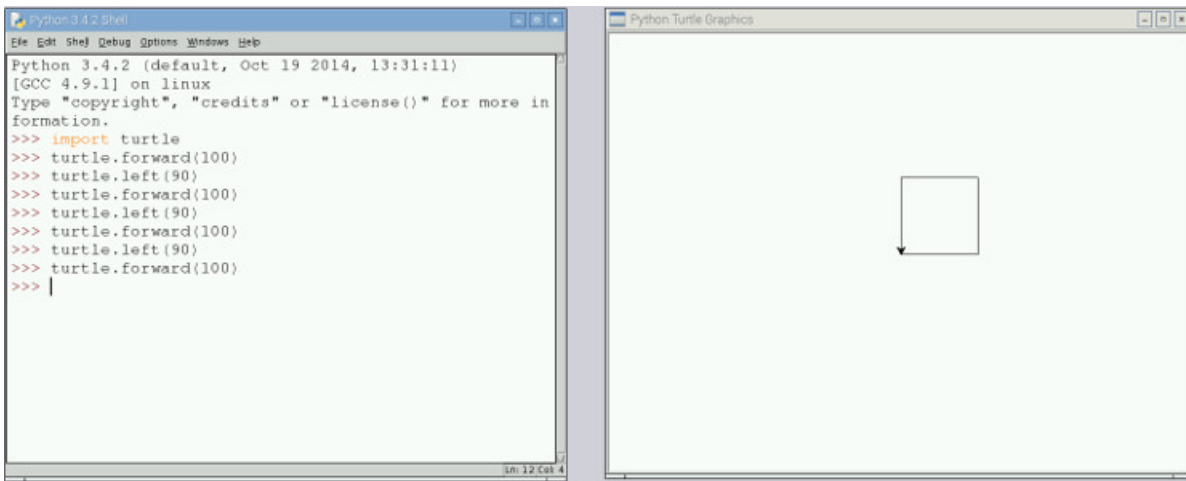 Python 3.4.2 Shell
File Edit Shell Debug Options Windows Help
Python 3.4.2 (default, Oct 19 2014, 13:31:11)
[GCC 4.9.1] on linux
Type "copyright", "credits" or "license()" for more in
formation.
>>> import turtle
>>> turtle.forward(100)
>>> turtle.left(90)
>>> turtle.forward(100)
>>> turtle.left(90)
>>> turtle.forward(100)
>>> turtle.left(90)
>>> turtle.forward(100)
>>>
Ln: 12 Col: 4
Python Turtle Graphics